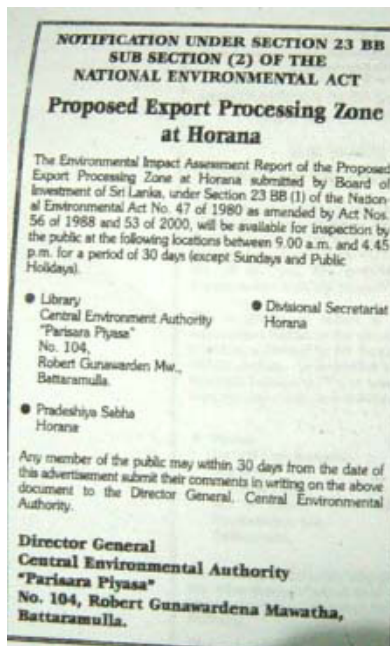 NOTIFICATION UNDER SECTION 23 BB
SUB SECTION (2) OF THE
NATIONAL ENVIRONMENTAL ACT
Proposed Export Processing Zone
at Horana
The Environmental Impact Assessment Report of the Proposed
Export Processing Zone at Horana submitted by Board of
Investment of Sri Lanka, under Section 23 BB (1) of the Nation-
al Environmental Act No. 47 of 1980 as amended by Act Nos.
56 of 1988 and 53 of 2000, will be available for inspection by
the public at the following locations between 9.00 a.m. and 4.45
p.m. for a period of 30 days (except Sundays and Public
Holidays).
● Library
Central Environment Authority
"Parisara Piyasa"
No. 104,
Robert Gunawarden Mw.,
Battaramulla.
● Divisional Secretariat
Horana
● Pradeshiya Sabha
Horana
Any member of the public may within 30 days from the date of
this advertisement submit their comments in writing on the above
document to the Director General, Central Environmental
Authority.
Director General
Central Environmental Authority
"Parisara Piyasa"
No. 104, Robert Gunawardena Mawatha,
Battaramulla.